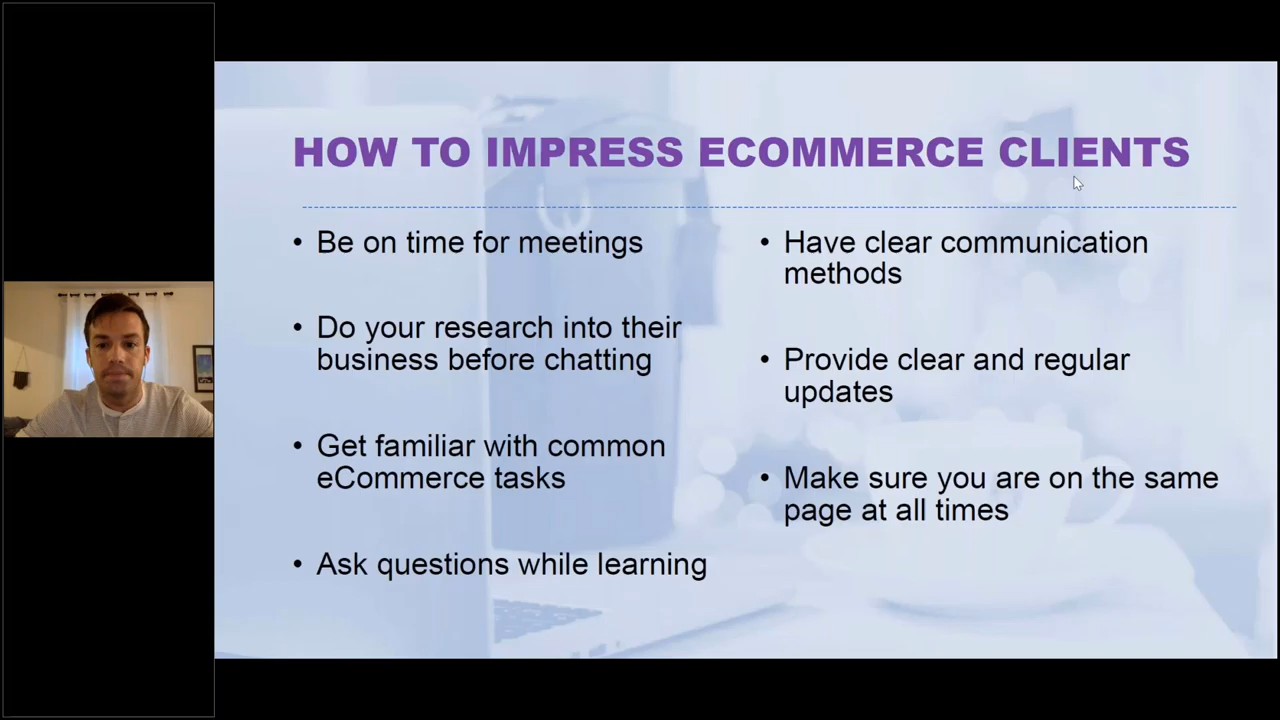 HOW TO IMPRESS ECOMMERCE CLIENTS
• Be on time for meetings
• Do your research into their
business before chatting
• Get familiar with common
eCommerce tasks
• Ask questions while learning
• Have clear communication
methods
• Provide clear and regular
updates
• Make sure you are on the same
page at all times